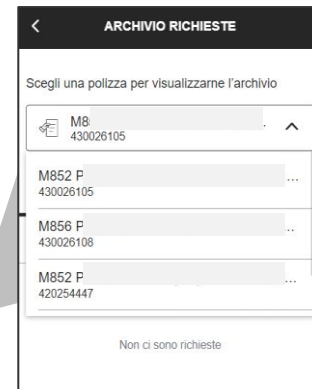 ARCHIVIO RICHIESTE
Scegli una polizza per visualizzarne l'archivio
430026105
M852 P
430026105
M856 P
430026108
M852 P
420254447
Non ci sono richieste